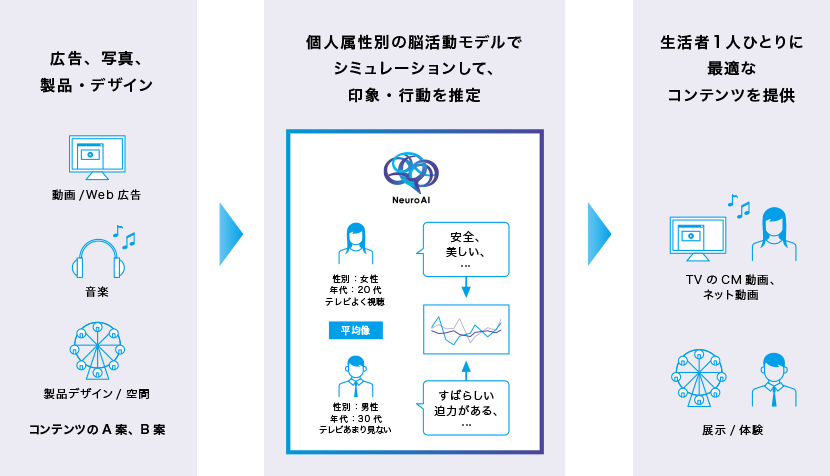 広告、写真、
製品・デザイン
動画/Web 広告
音楽
製品デザイン / 空間
コンテンツの A 案、B 案
個人属性別の脳活動モデルで
シミュレーションして、
印象・行動を推定
NeuroAI
性別：女性
年代：20 代
テレビよく視聴
安全、
美しい、
…
平均像
性別：男性
年代：30 代
テレビあまり見ない
すばらしい
迫力がある、
…
生活者1人ひとりに
最適な
コンテンツを提供
TV の CM 動画、
ネット動画
展示 / 体験